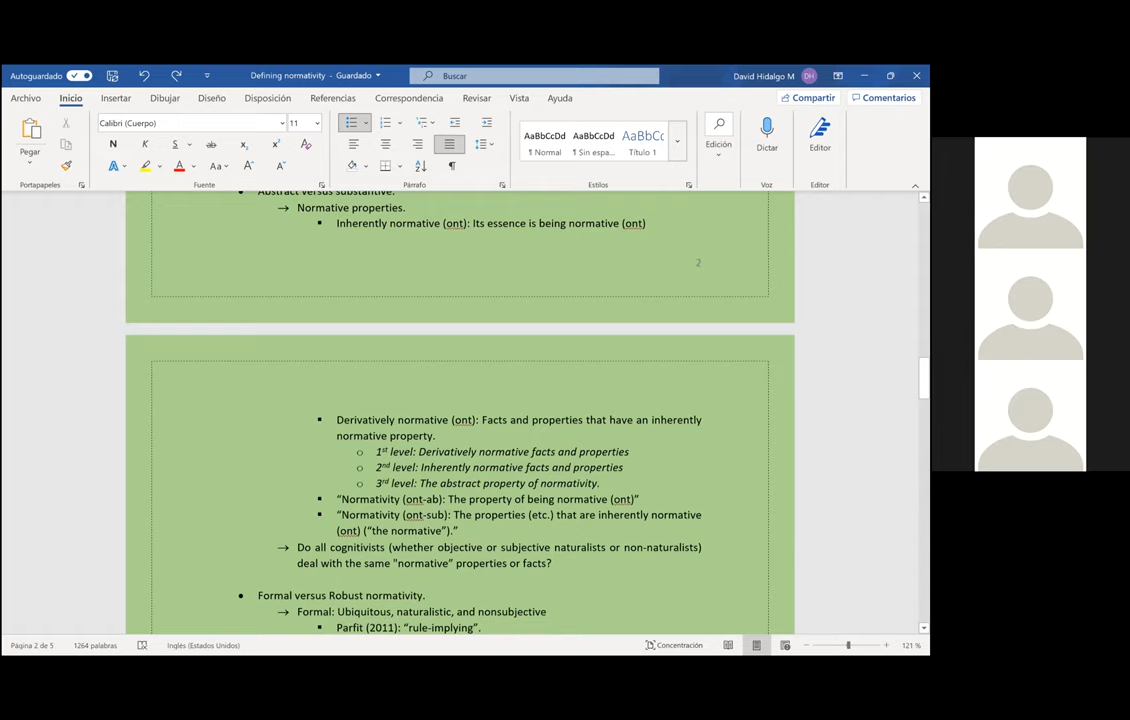 Autoguardado
Defining normativity - Guardado
Buscar
David Hidalgo M
DH
Archivo
Inicio
Insertar
Dibujar
Diseño
Disposición
Referencias
Correspondencia
Revisar
Vista
Ayuda
Compartir
Comentarios
Pegar
Portapapeles
Calibri (Cuerpo)
11
N K S ab x₂ x² A
A A Aa A A
Fuente
Párrafo
AaBbCcDd
¶ Normal
AaBbCcDd
¶ Sin espa...
AaBbCc
Título 1
Estilos
Edición
Dictar
Voz
Editor
Editor
• Abstract versus substantive.
→ Normative properties.
▪ Inherently normative (ont): Its essence is being normative (ont)
2
▪ Derivatively normative (ont): Facts and properties that have an inherently
normative property.
○ 1st level: Derivatively normative facts and properties
○ 2nd level: Inherently normative facts and properties
○ 3rd level: The abstract property of normativity.
▪ “Normativity (ont-ab): The property of being normative (ont)”
▪ “Normativity (ont-sub): The properties (etc.) that are inherently normative
(ont) (“the normative”).”
→ Do all cognitivists (whether objective or subjective naturalists or non-naturalists)
deal with the same "normative” properties or facts?
• Formal versus Robust normativity.
→ Formal: Ubiquitous, naturalistic, and nonsubjective
▪ Parfit (2011): “rule-implying”.
Página 2 de 5
1264 palabras
Inglés (Estados Unidos)
Concentración
121 %